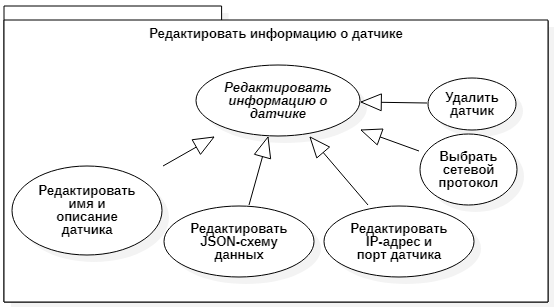 Редактировать информацию о датчике
Редактировать
информацию о
датчике
Удалить
датчик
Выбрать
сетевой
протокол
Редактировать
имя и
описание
датчика
Редактировать
JSON-схему
данных
Редактировать
IP-адрес и
порт датчика